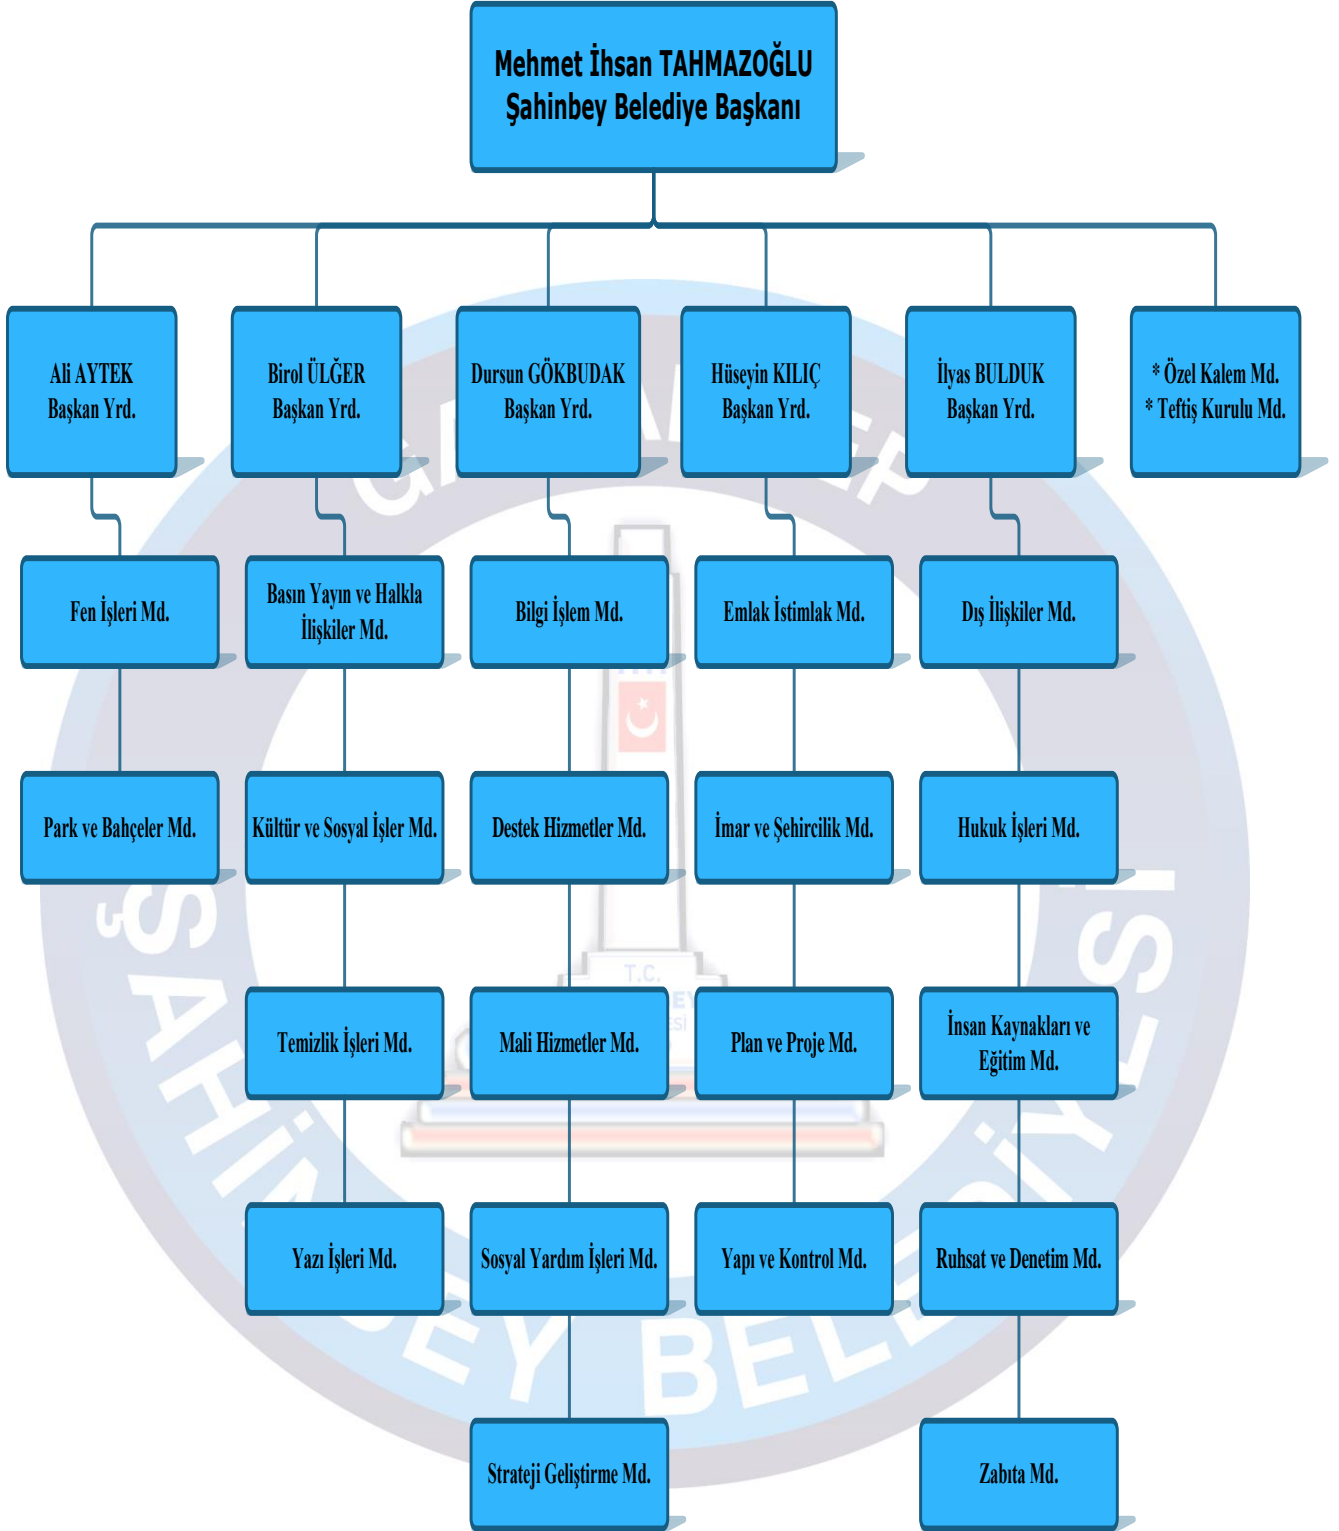 Mehmet İhsan TAHMAZOĞLU
Şahinbey Belediye Başkanı
Ali AYTEK
Başkan Yrd.
Birol ÜLĞER
Başkan Yrd.
Dursun GÖKBUDAK
Başkan Yrd.
Hüseyin KILIÇ
Başkan Yrd.
İlyas BULDUK
Başkan Yrd.
* Özel Kalem Md.
* Teftiş Kurulu Md.
Fen İşleri Md.
Basın Yayın ve Halkla
İlişkiler Md.
Bilgi İşlem Md.
Emlak İstimlak Md.
Dış İlişkiler Md.
Park ve Bahçeler Md.
Kültür ve Sosyal İşler Md.
Destek Hizmetler Md.
İmar ve Şehircilik Md.
Hukuk İşleri Md.
Temizlik İşleri Md.
Mali Hizmetler Md.
Plan ve Proje Md.
İnsan Kaynakları ve
Eğitim Md.
Yazı İşleri Md.
Sosyal Yardım İşleri Md.
Yapı ve Kontrol Md.
Ruhsat ve Denetim Md.
Strateji Geliştirme Md.
Zabıta Md.
T.C.
ŞAHİNBEY BELEDİYESİ